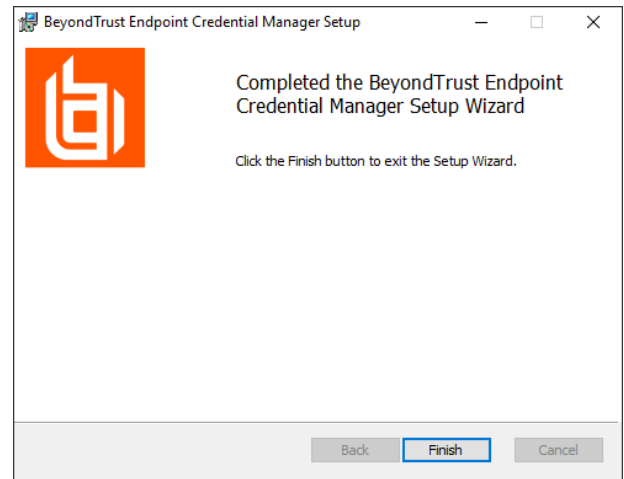 BeyondTrust Endpoint Credential Manager Setup
Completed the BeyondTrust Endpoint
Credential Manager Setup Wizard
Click the Finish button to exit the Setup Wizard.
Back Finish Cancel